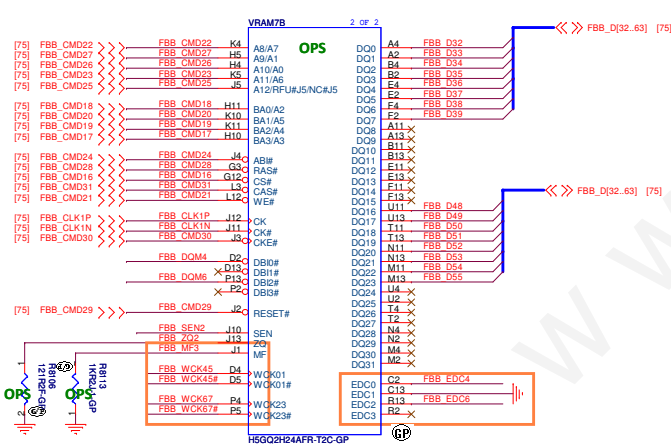 VRAM7B
2 OF 2
OPS
[75] FBB_CMD22 FBB_CMD22 K4 A8/A7
[75] FBB_CMD27 FBB_CMD27 H5 A9/A1
[75] FBB_CMD26 FBB_CMD26 H4 A10/A0
[75] FBB_CMD23 FBB_CMD23 K5 A11/A6
[75] FBB_CMD25 FBB_CMD25 J5 A12/RFU#J5/NC#J5
[75] FBB_CMD18 FBB_CMD18 H11 BA0/A2
[75] FBB_CMD20 FBB_CMD20 K10 BA1/A5
[75] FBB_CMD19 FBB_CMD19 K11 BA2/A4
[75] FBB_CMD17 FBB_CMD17 H10 BA3/A3
[75] FBB_CMD24 FBB_CMD24 J4 ABI#
[75] FBB_CMD28 FBB_CMD28 G3 RAS#
[75] FBB_CMD16 FBB_CMD16 G12 CS#
[75] FBB_CMD31 FBB_CMD31 L3 CAS#
[75] FBB_CMD21 FBB_CMD21 L12 WE#
[75] FBB_CLK1P FBB_CLK1P J12 CK
[75] FBB_CLK1N FBB_CLK1N J11 CK#
[75] FBB_CMD30 FBB_CMD30 J3 CKE#
FBB_DQM4 D2 DBI0#
D13 DBI1#
FBB_DQM6 P13 DBI2#
P2 DBI3#
[75] FBB_CMD29 FBB_CMD29 J2 RESET#
FBB_SEN2 J10 SEN
FBB_ZQ2 J13 ZQ
FBB_MF3 J1 MF
FBB_WCK45 D4 WCK01
FBB_WCK45# D5 WCK01#
FBB_WCK67 P4 WCK23
FBB_WCK67# P5 WCK23#
DQ0 A4 FBB_D32
DQ1 A2 FBB_D33
DQ2 B4 FBB_D34
DQ3 B2 FBB_D35
DQ4 E4 FBB_D36
DQ5 E2 FBB_D37
DQ6 F4 FBB_D38
DQ7 F2 FBB_D39
DQ8 A11
DQ9 A13
DQ10 B11
DQ11 B13
DQ12 E11
DQ13 E13
DQ14 F11
DQ15 F13
DQ16 U11 FBB_D48
DQ17 U13 FBB_D49
DQ18 T11 FBB_D50
DQ19 T13 FBB_D51
DQ20 N11 FBB_D52
DQ21 N13 FBB_D53
DQ22 M11 FBB_D54
DQ23 M13 FBB_D55
DQ24 U4
DQ25 U2
DQ26 T4
DQ27 T2
DQ28 N4
DQ29 N2
DQ30 M4
DQ31 M2
EDC0 C2 FBB_EDC4
EDC1 C13
EDC2 R13 FBB_EDC6
EDC3 R2
FBB_D[32..63] [75]
FBB_D[32..63] [75]
1
2
OPS
R8106
1
2
OPS
R8113
H5GQ2H24AFR-T2C-GP
GP
W W